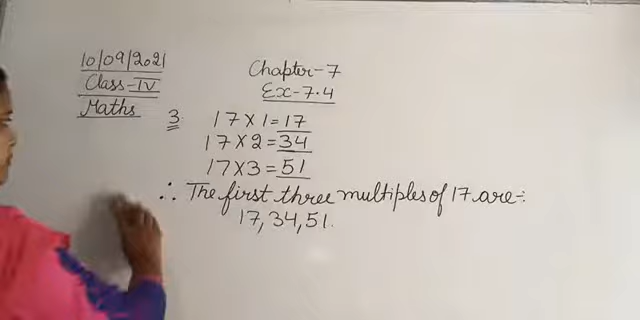 10/09/2021
Class-IV
Maths
Chapter-7
Ex-7.4
3. 17×1=17
17×2=34
17×3=51
∴ The first three multiples of 17 are:-
17, 34, 51.